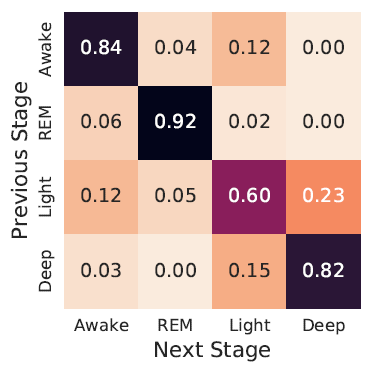 Previous Stage
Awake 0.84 0.04 0.12 0.00
REM 0.06 0.92 0.02 0.00
Light 0.12 0.05 0.60 0.23
Deep 0.03 0.00 0.15 0.82
Awake REM Light Deep
Next Stage